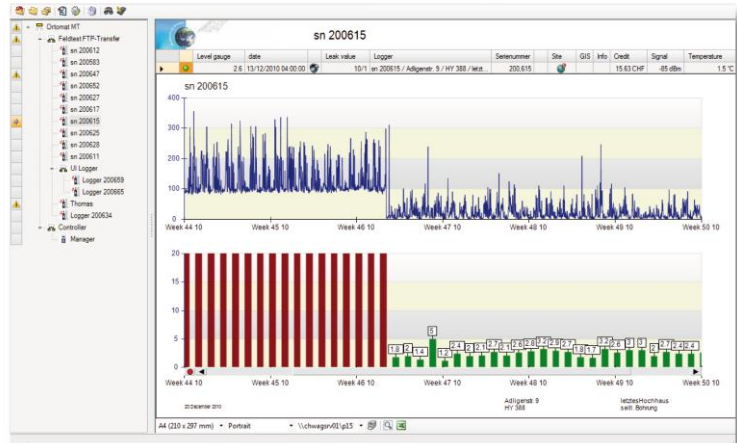 Ortomat MT
Feldtest FTP-Transfer
sn 200612
sn 200583
sn 200647
sn 200652
sn 200627
sn 200617
sn 200615
sn 200625
sn 200628
sn 200611
UI Logger
Logger 200659
Logger 200665
Thomas
Logger 200634
Controller
Manager
sn 200615
Level gauge date Leak value Logger Seriennummer Site GIS Info Credit Signal Temperature
2.6 13/12/2010 04:00:00 10/1 sn 200615 / Adligenstr. 9 / HY 388 / letzt... 200,615 15.63 CHF -85 dBm 1.5 °C
sn 200615
400
300
200
100
0
Week 44 10 Week 45 10 Week 46 10 Week 47 10 Week 48 10 Week 49 10 Week 50 10
20
15
10
5
0
5
1.8 2 1.4 1.2 2.4 2 2.1 2.7 2.1 2.6 2.8 3.2 2.9 2.7 1.8 1.7 3.2 2.6 3 3 2 2.7 2.4 2.4
Week 44 10 Week 45 10 Week 46 10 Week 47 10 Week 48 10 Week 49 10 Week 50 10
20 Dezember 2010
Adligenstr. 9 letztes Hochhaus
HY 388 seitl. Bohrung
A4 (210 x 297 mm) Portrait \\chwagsrv01\p15